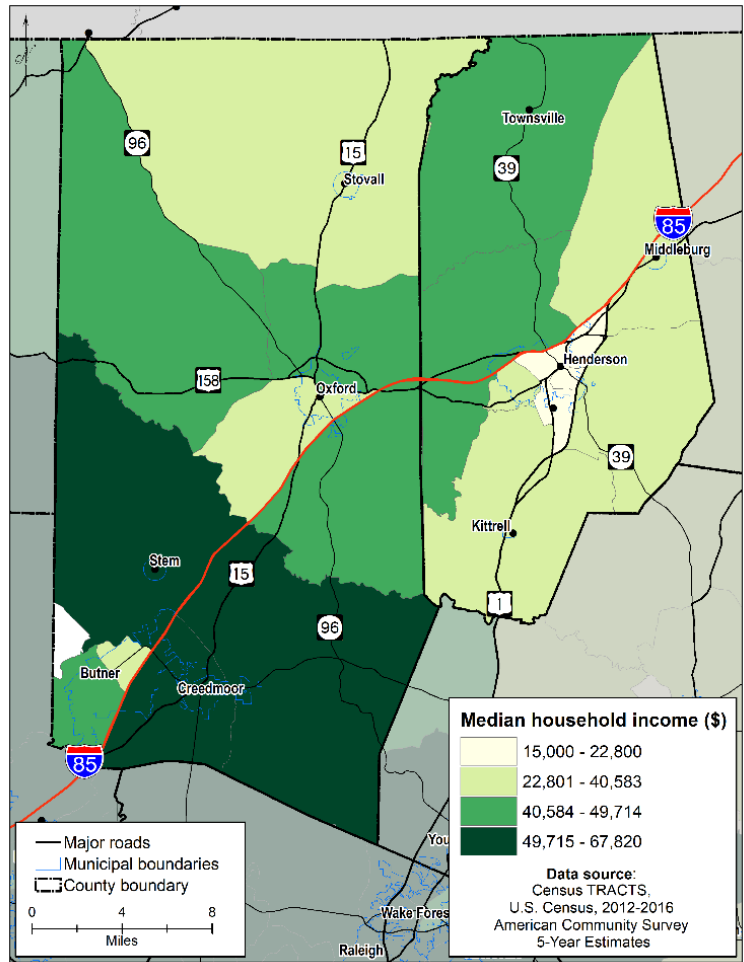 96
15
Stovall
Townsville
39
85
Middleburg
158
Oxford
Henderson
39
Kittrell
Stem
15
96
1
Butner
Creedmoor
85
Median household income ($)
15,000 - 22,800
22,801 - 40,583
40,584 - 49,714
49,715 - 67,820
Data source:
Census TRACTS,
U.S. Census, 2012-2016
American Community Survey
5-Year Estimates
Major roads
Municipal boundaries
County boundary
0 4 8
Miles
You
Wake Fores
Raleigh